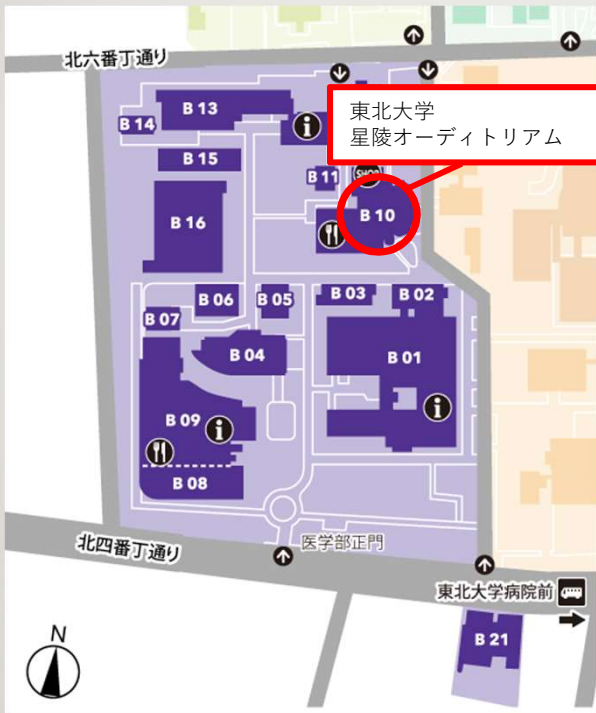 北六番丁通り
B 13
B 14
東北大学
星陵オーディトリアム
B 15
B 11
SHOP
B 16
B 10
B 06
B 05
B 03
B 02
B 07
B 04
B 01
B 09
B 08
北四番丁通り
医学部正門
東北大学病院前
B 21
N